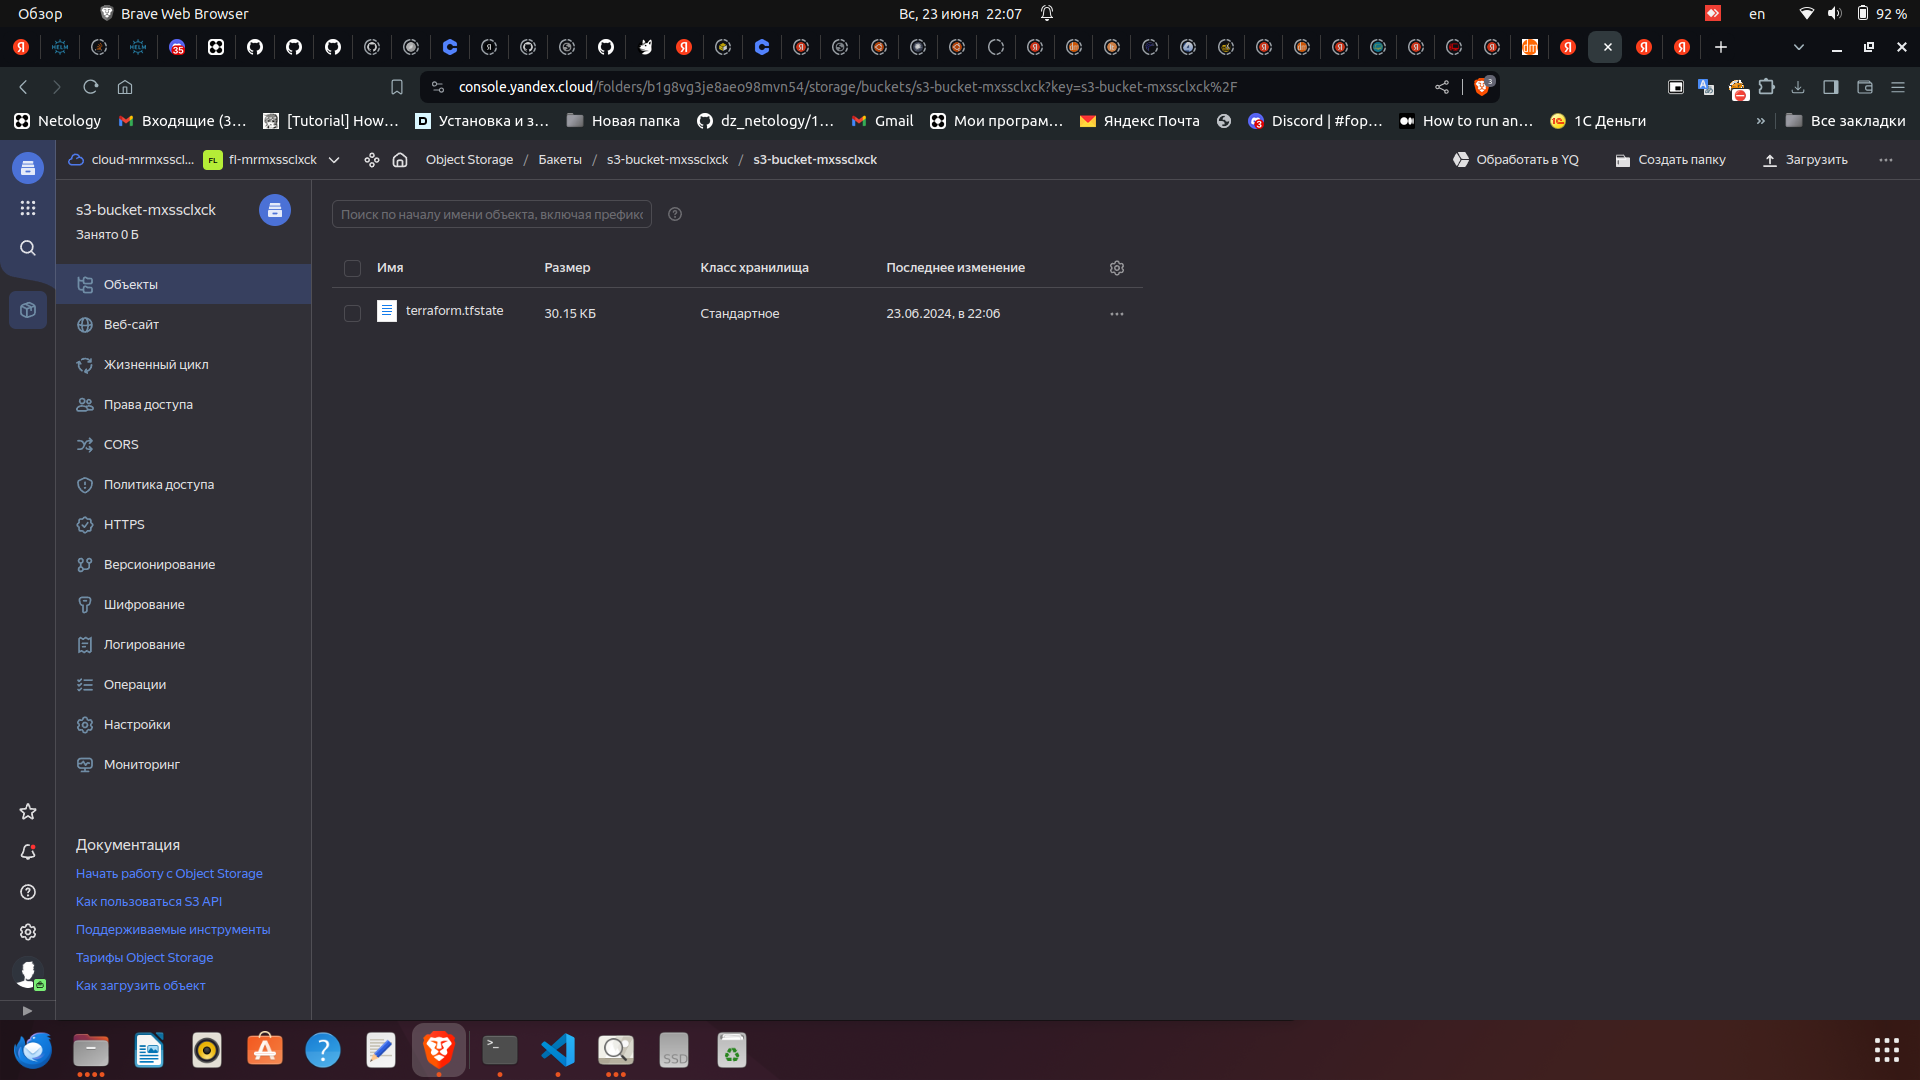 Обзор
Brave Web Browser
Вс, 23 июня 22:07
en
92 %
console.yandex.cloud/folders/b1g8vg3je8aeo98mvn54/storage/buckets/s3-bucket-mxssclxck?key=s3-bucket-mxssclxck%2F
Netology
Входящие (3...
[Tutorial] How...
Установка и з...
Новая папка
dz_netology/1...
Gmail
Мои програм...
Яндекс Почта
Discord | #fop...
How to run an...
1С Деньги
»
Все закладки
cloud-mrmxsscl...
FL
fl-mrmxssclxck
Object Storage / Бакеты / s3-bucket-mxssclxck / s3-bucket-mxssclxck
Обработать в YQ
Создать папку
Загрузить
s3-bucket-mxssclxck
Занято 0 Б
Объекты
Веб-сайт
Жизненный цикл
Права доступа
CORS
Политика доступа
HTTPS
Версионирование
Шифрование
Логирование
Операции
Настройки
Мониторинг
Документация
Начать работу с Object Storage
Как пользоваться S3 API
Поддерживаемые инструменты
Тарифы Object Storage
Как загрузить объект
Поиск по началу имени объекта, включая префикс
Имя Размер Класс хранилища Последнее изменение
terraform.tfstate 30.15 КБ Стандартное 23.06.2024, в 22:06
SSD